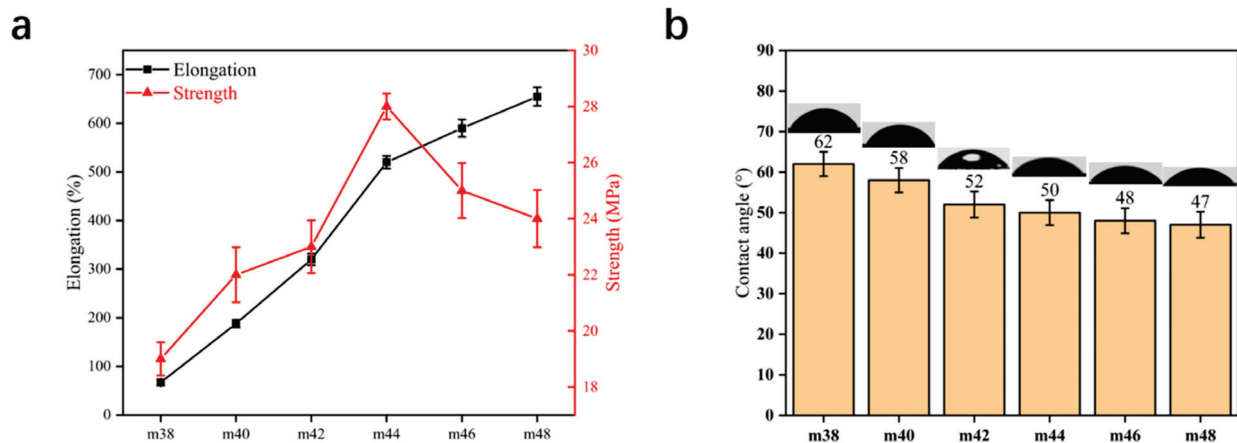 a
Elongation
Strength
Elongation (%)
700
600
500
400
300
200
100
0
Strength (MPa)
30
28
26
24
22
20
18
m38 m40 m42 m44 m46 m48
b
Contact angle (°)
90
80
70
60
50
40
30
20
10
0
62 58 52 50 48 47
m38 m40 m42 m44 m46 m48